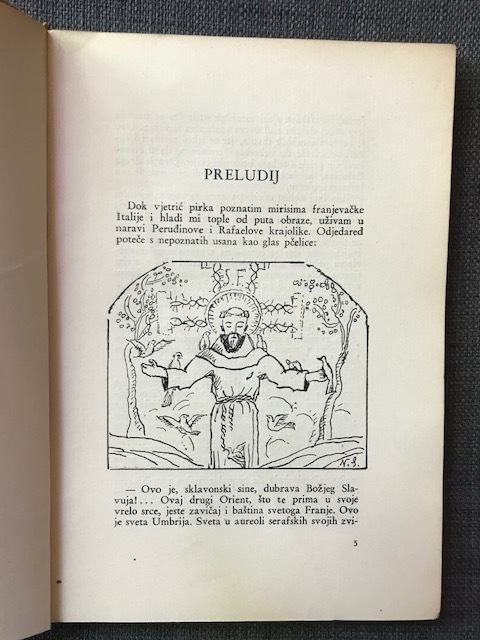 PRELUDIJ
Dok vjetrić pirka poznatim mirisima franjevačke
Italije i hladi mi tople od puta obraze, uživam u
naravi Peruđinove i Rafaelove krajolike. Odjedared
poteče s nepoznatih usana kao glas pčelice:
S F
N. Š.
— Ovo je, sklavonski sine, dubrava Božjeg Sla-
vuja!... Ovaj drugi Orient, što te prima u svoje
vrelo srce, jeste zavičaj i baština svetoga Franje. Ovo
je sveta Umbrija. Sveta u aureoli serafskih svojih zvi-
5